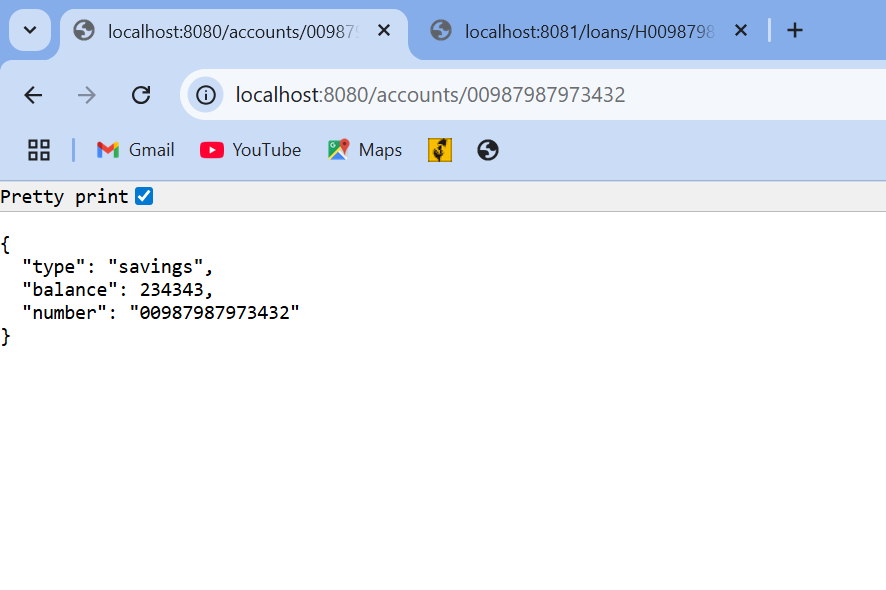 localhost:8080/accounts/00987
localhost:8081/loans/H0098798
localhost:8080/accounts/00987987973432
Gmail
YouTube
Maps
Pretty print
{
"type": "savings",
"balance": 234343,
"number": "00987987973432"
}